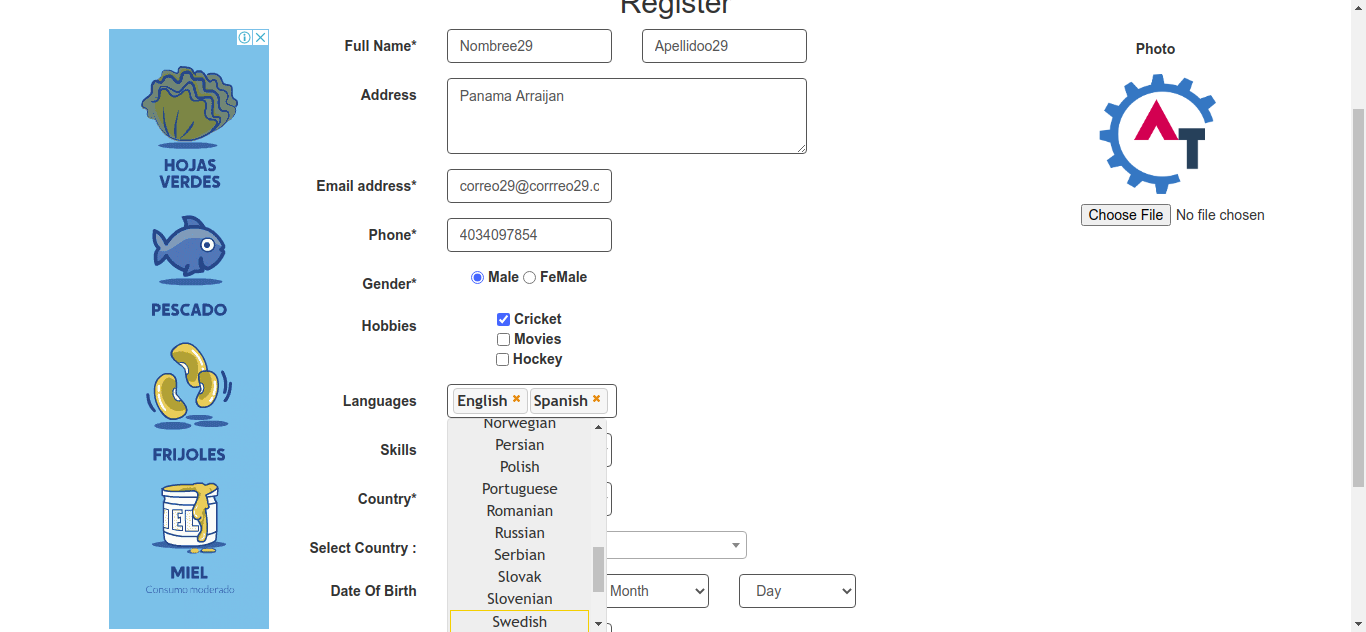 Register
HOJAS
VERDES
PESCADO
FRIJOLES
IEL
MIEL
Consumo moderado
Full Name*
Nombree29
Apellidoo29
Address
Panama Arraijan
Email address*
correo29@corrreo29.c
Phone*
4034097854
Gender*
Male
FeMale
Hobbies
Cricket
Movies
Hockey
Languages
English
Spanish
Norwegian
Persian
Polish
Portuguese
Romanian
Russian
Serbian
Slovak
Slovenian
Swedish
Skills
Country*
Select Country :
Date Of Birth
Month
Day
Photo
AT
Choose File No file chosen